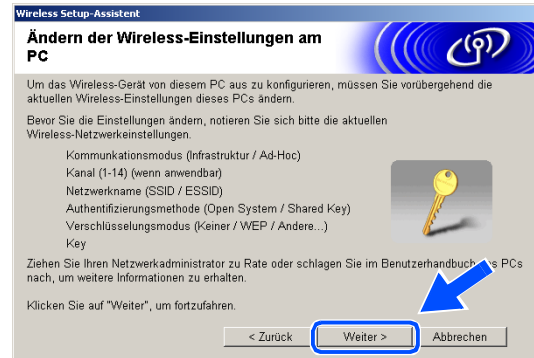 Wireless Setup-Assistent
Ändern der Wireless-Einstellungen am
PC
Um das Wireless-Gerät von diesem PC aus zu konfigurieren, müssen Sie vorübergehend die
aktuellen Wireless-Einstellungen dieses PCs ändern.
Bevor Sie die Einstellungen ändern, notieren Sie sich bitte die aktuellen
Wireless-Netzwerkeinstellungen.
Kommunkationsmodus (Infrastruktur / Ad-Hoc)
Kanal (1-14) (wenn anwendbar)
Netzwerkname (SSID / ESSID)
Authentifizierungsmethode (Open System / Shared Key)
Verschlüsselungsmodus (Keiner / WEP / Andere...)
Key
Ziehen Sie Ihren Netzwerkadministrator zu Rate oder schlagen Sie im Benutzerhandbuch PCs
nach, um weitere Informationen zu erhalten.
Klicken Sie auf "Weiter", um fortzufahren.
< Zurück Weiter > Abbrechen